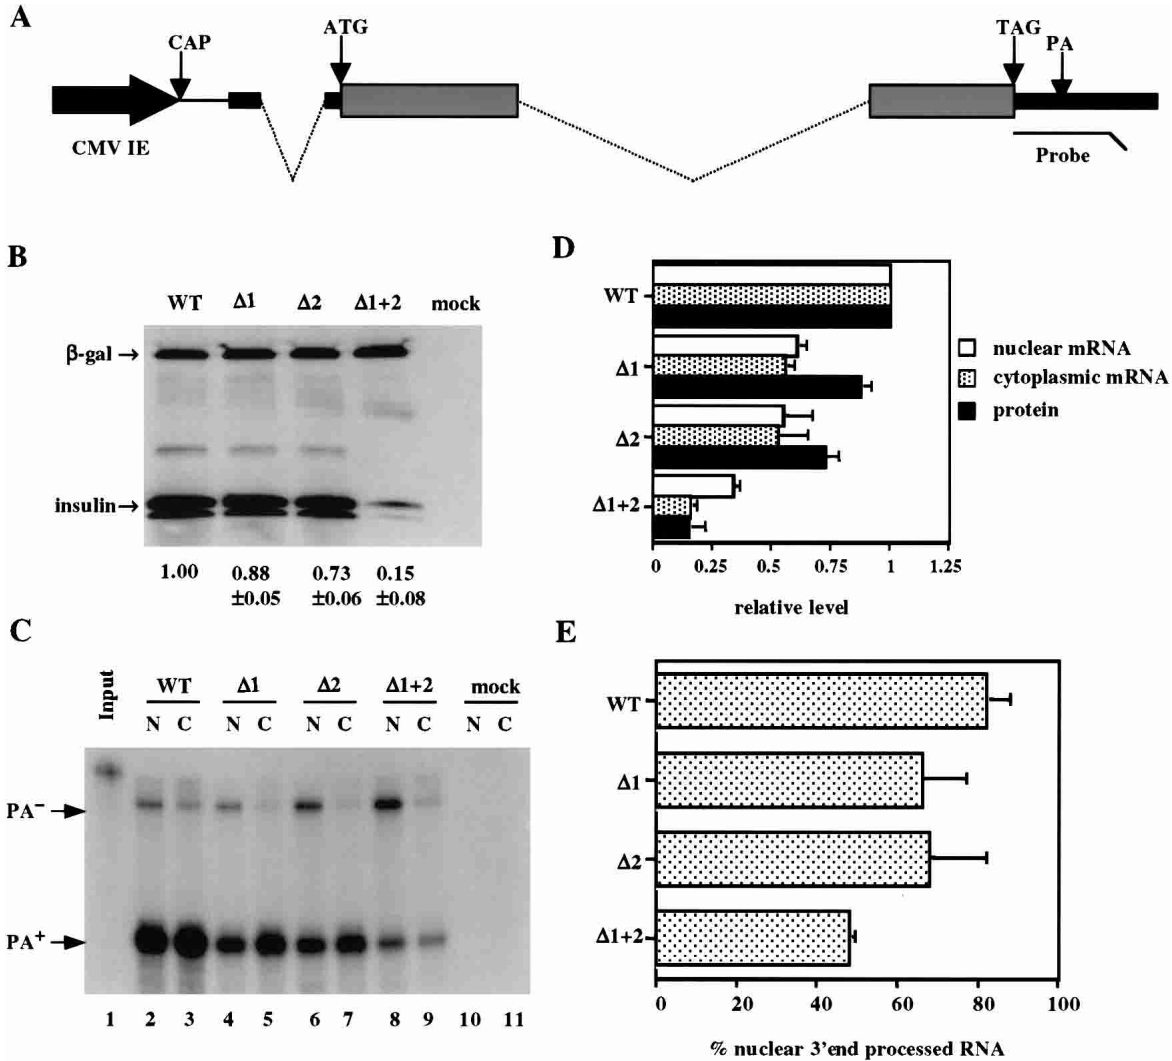 A
CAP
ATG
TAG
PA
CMV IE
Probe
B
WT Δ1 Δ2 Δ1+2 mock
β-gal
insulin
1.00 0.88 0.73 0.15
±0.05 ±0.06 ±0.08
C
Input
WT Δ1 Δ2 Δ1+2 mock
N C N C N C N C N C
PA−
PA+
1 2 3 4 5 6 7 8 9 10 11
D
WT
Δ1
Δ2
Δ1+2
0 0.25 0.5 0.75 1 1.25
relative level
nuclear mRNA
cytoplasmic mRNA
protein
E
WT
Δ1
Δ2
Δ1+2
0 20 40 60 80 100
% nuclear 3'end processed RNA